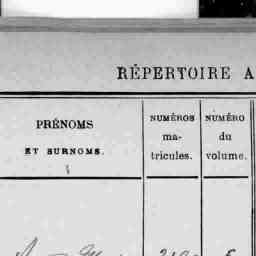 RÉPERTOIRE A
PRÉNOMS
ET SURNOMS.
NUMÉROS
ma-
tricules.
NUMÉRO
du
volume.